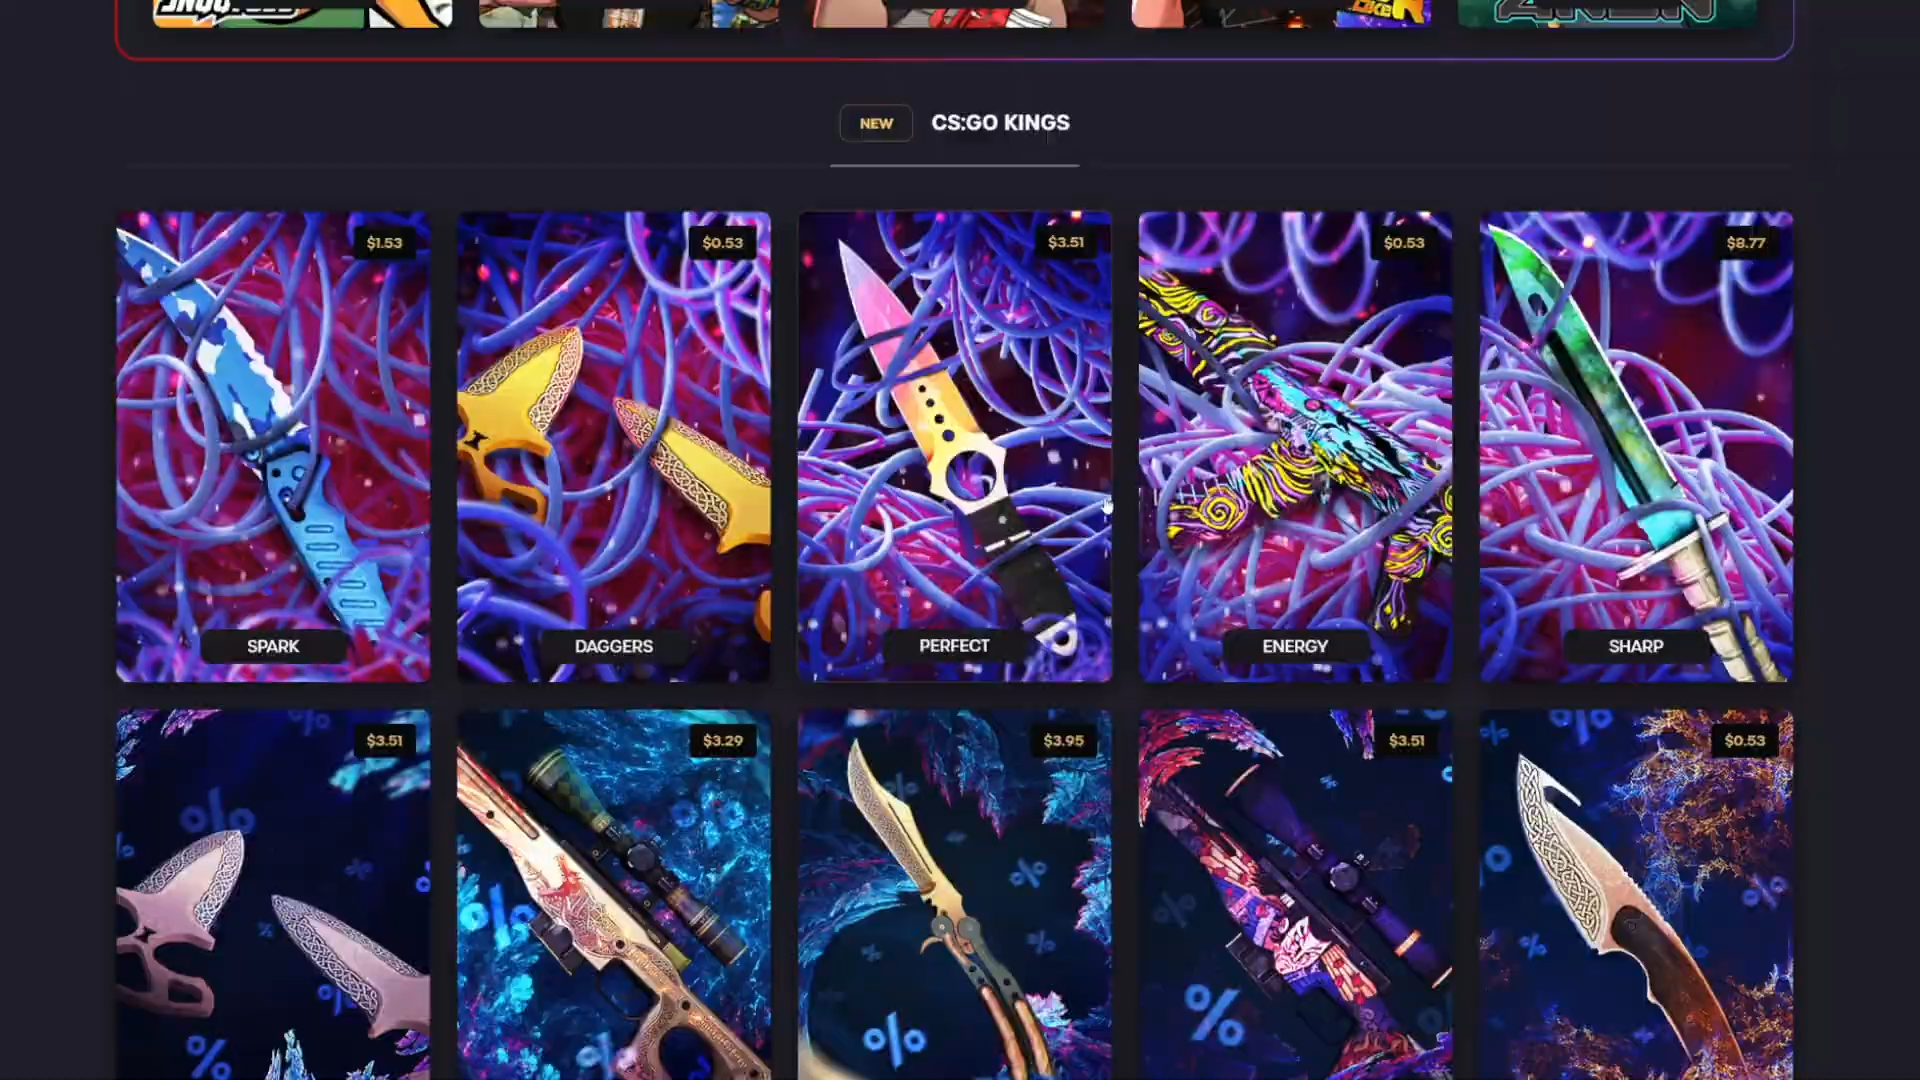 NEW
CS:GO KINGS
$1.53
$0.53
$3.51
$0.53
$8.77
SPARK
DAGGERS
PERFECT
ENERGY
SHARP
$3.51
$3.29
$3.95
$3.51
$0.53
%
%
%
%
%